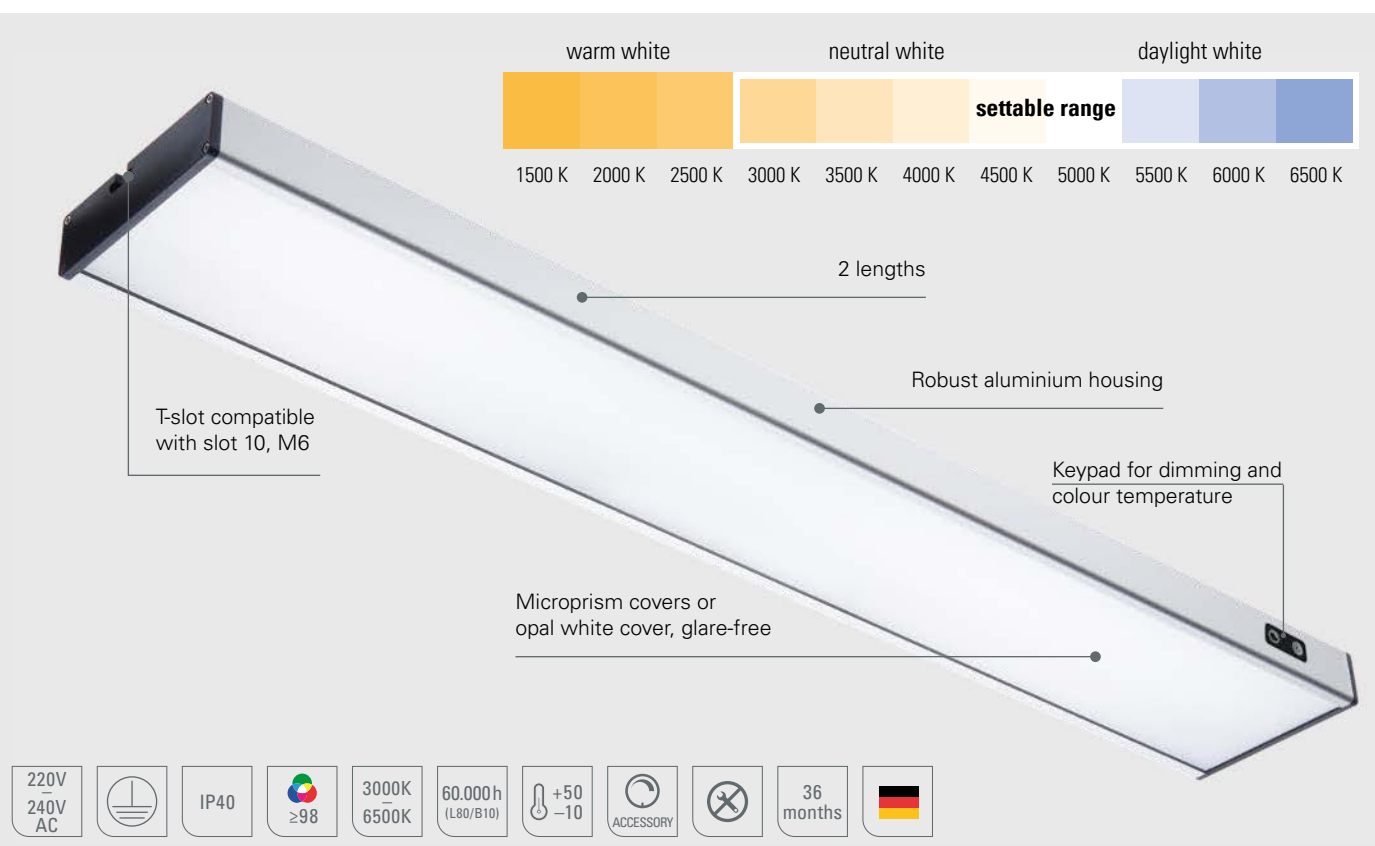 warm white neutral white daylight white
settable range
1500 K 2000 K 2500 K 3000 K 3500 K 4000 K 4500 K 5000 K 5500 K 6000 K 6500 K
2 lengths
Robust aluminium housing
T-slot compatible
with slot 10, M6
Keypad for dimming and
colour temperature
Microprism covers or
opal white cover, glare-free
220V
–
240V
AC
IP40
≥98
3000K
–
6500K
60.000 h
(L80/B10)
+50
–10
ACCESSORY
36
months